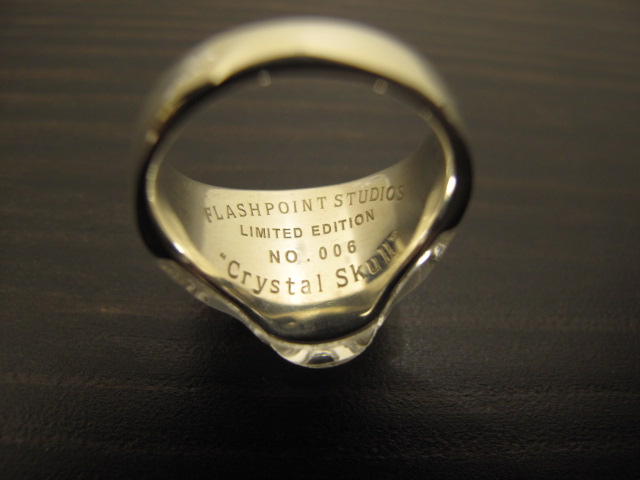 FLASHPOINT STUDIOS
LIMITED EDITION
NO.006
"Crystal Skull"